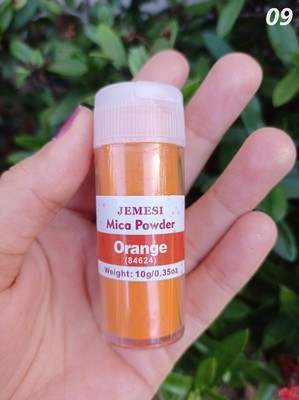 09
JEMESI
Mica Powder
Orange
(84624)
Weight: 10g/0.35oz